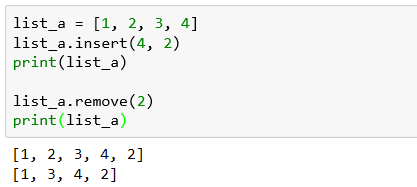 list_a = [1, 2, 3, 4]
list_a.insert(4, 2)
print(list_a)

list_a.remove(2)
print(list_a)
[1, 2, 3, 4, 2]
[1, 3, 4, 2]